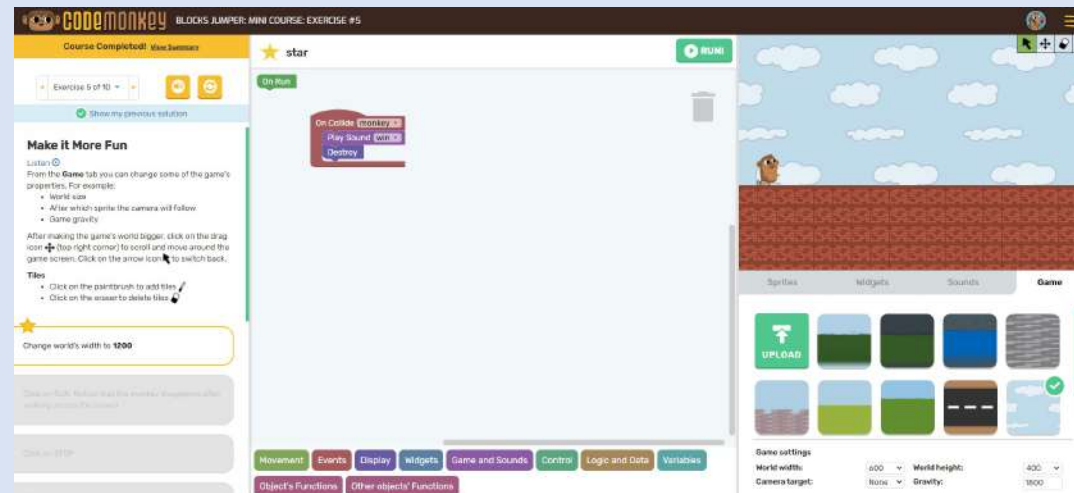 CODEMONKEY BLOCKS JUMPER: MINI COURSE: EXERCISE #5
Course Completed! View Summary
Exercise 5 of 10
Show my previous solution
Make it More Fun
Listen
From the Game tab you can change some of the game's
properties. For example:
World size
After which sprite the camera will follow
Game gravity
After making the game's world bigger, click on the drag
icon (top right corner) to scroll and move around the
game screen. Click on the arrow icon to switch back.
Tiles
Click on the paintbrush to add tiles
Click on the eraser to delete tiles
Change world's width to 1200
Click on STOP
star
RUN!
On Run
On Collide monkey
Play Sound win
Destroy
Movement Events Display Widgets Game and Sounds Control Logic and Data Variables
Object's Functions Other objects' Functions
Sprites Widgets Sounds Game
UPLOAD
Game settings
World width: 600 World height: 400
Camera target: None Gravity: 1800